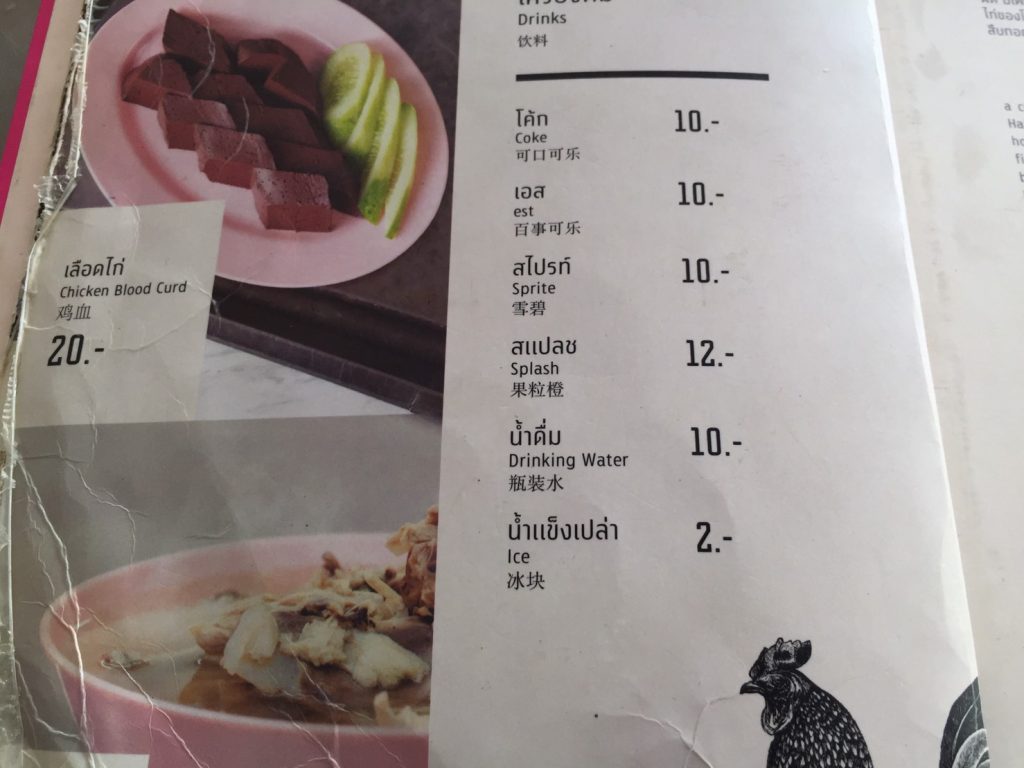 Drinks
饮料
โค้ก
Coke
可口可乐
10.-
เอส
est
百事可乐
10.-
สไปรท์
Sprite
雪碧
10.-
สแปลช
Splash
果粒橙
12.-
น้ำดื่ม
Drinking Water
瓶装水
10.-
น้ำแข็งเปล่า
Ice
冰块
2.-
เลือดไก่
Chicken Blood Curd
鸡血
20.-